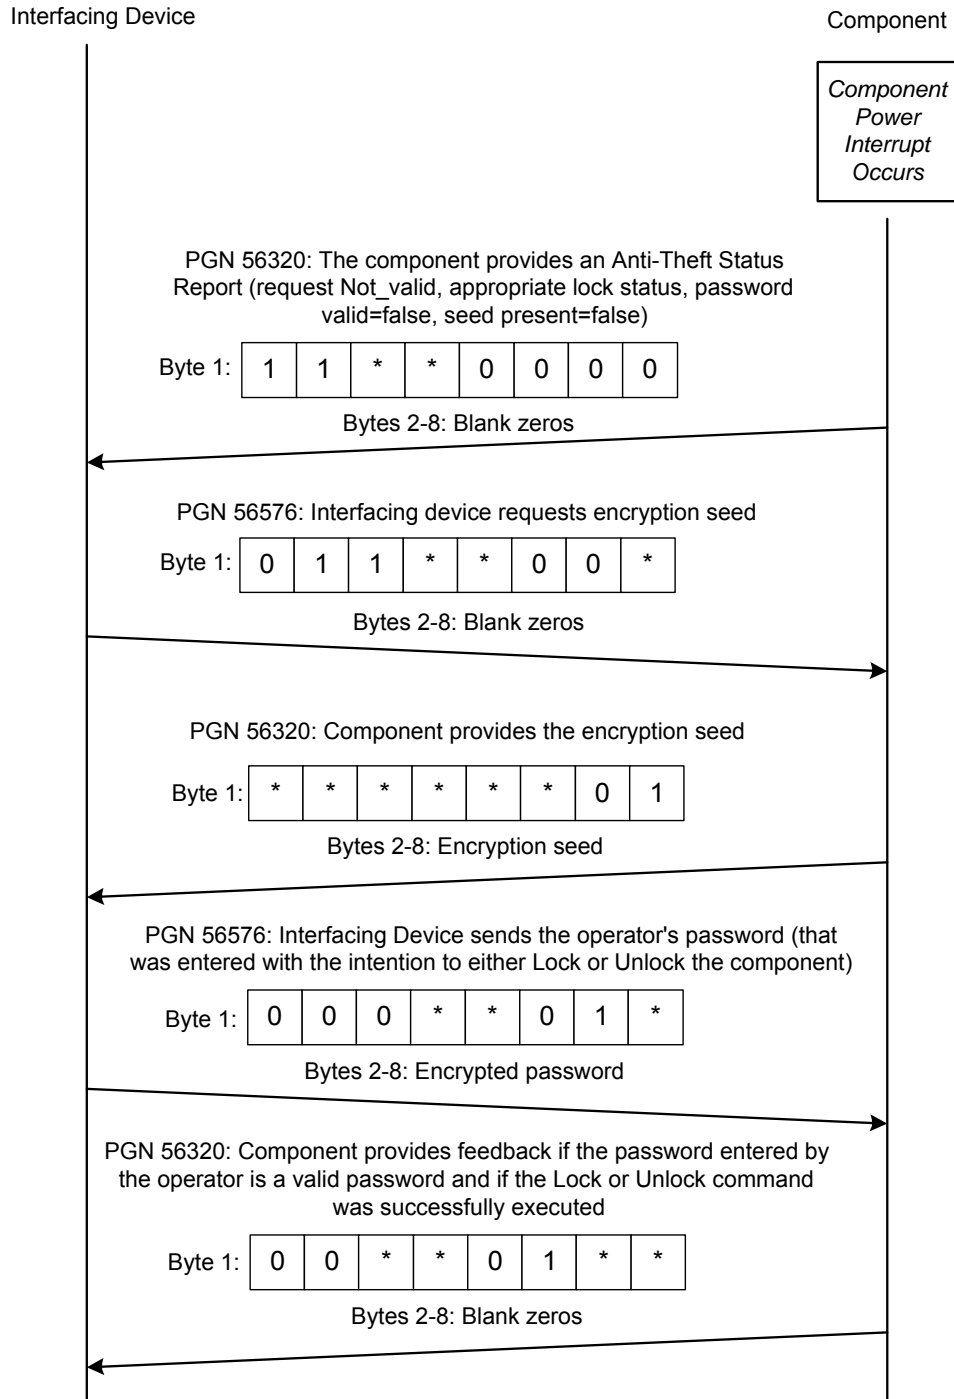 Interfacing Device
Component
Component
Power
Interrupt
Occurs
PGN 56320: The component provides an Anti-Theft Status
Report (request Not_valid, appropriate lock status, password
valid=false, seed present=false)
Byte 1: 1 1 * * 0 0 0 0
Bytes 2-8: Blank zeros
PGN 56576: Interfacing device requests encryption seed
Byte 1: 0 1 1 * * 0 0 *
Bytes 2-8: Blank zeros
PGN 56320: Component provides the encryption seed
Byte 1: * * * * * * 0 1
Bytes 2-8: Encryption seed
PGN 56576: Interfacing Device sends the operator's password (that
was entered with the intention to either Lock or Unlock the component)
Byte 1: 0 0 0 * * 0 1 *
Bytes 2-8: Encrypted password
PGN 56320: Component provides feedback if the password entered by
the operator is a valid password and if the Lock or Unlock command
was successfully executed
Byte 1: 0 0 * * 0 1 * *
Bytes 2-8: Blank zeros